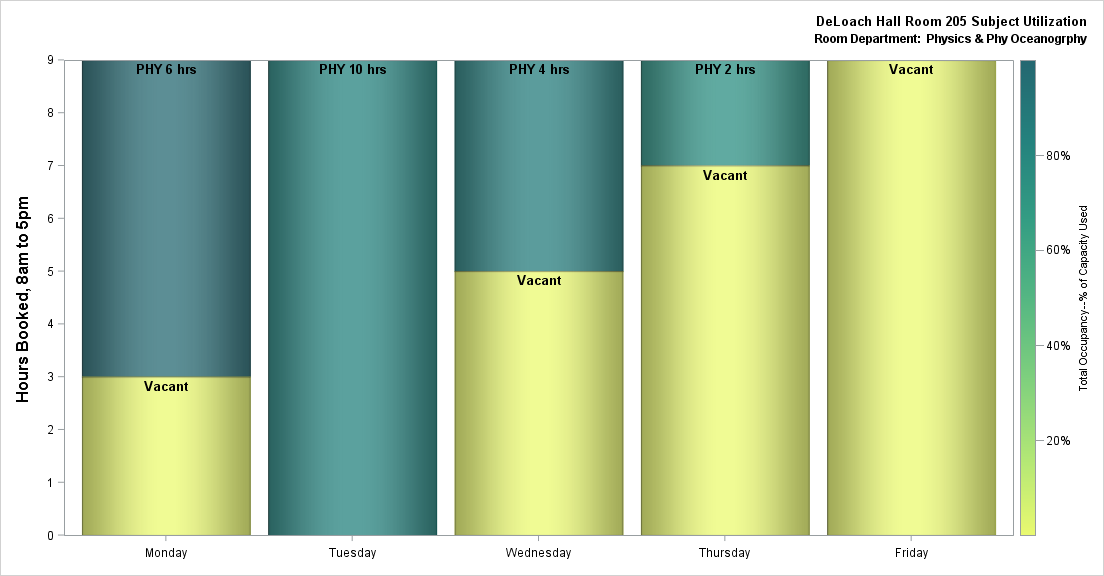 DeLoach Hall Room 205 Subject Utilization
Room Department: Physics & Phy Oceanogrphy
Hours Booked, 8am to 5pm
9
8
7
6
5
4
3
2
1
0
PHY 6 hrs
Vacant
PHY 10 hrs
PHY 4 hrs
Vacant
PHY 2 hrs
Vacant
Vacant
Monday
Tuesday
Wednesday
Thursday
Friday
80%
60%
40%
20%
Total Occupancy--% of Capacity Used